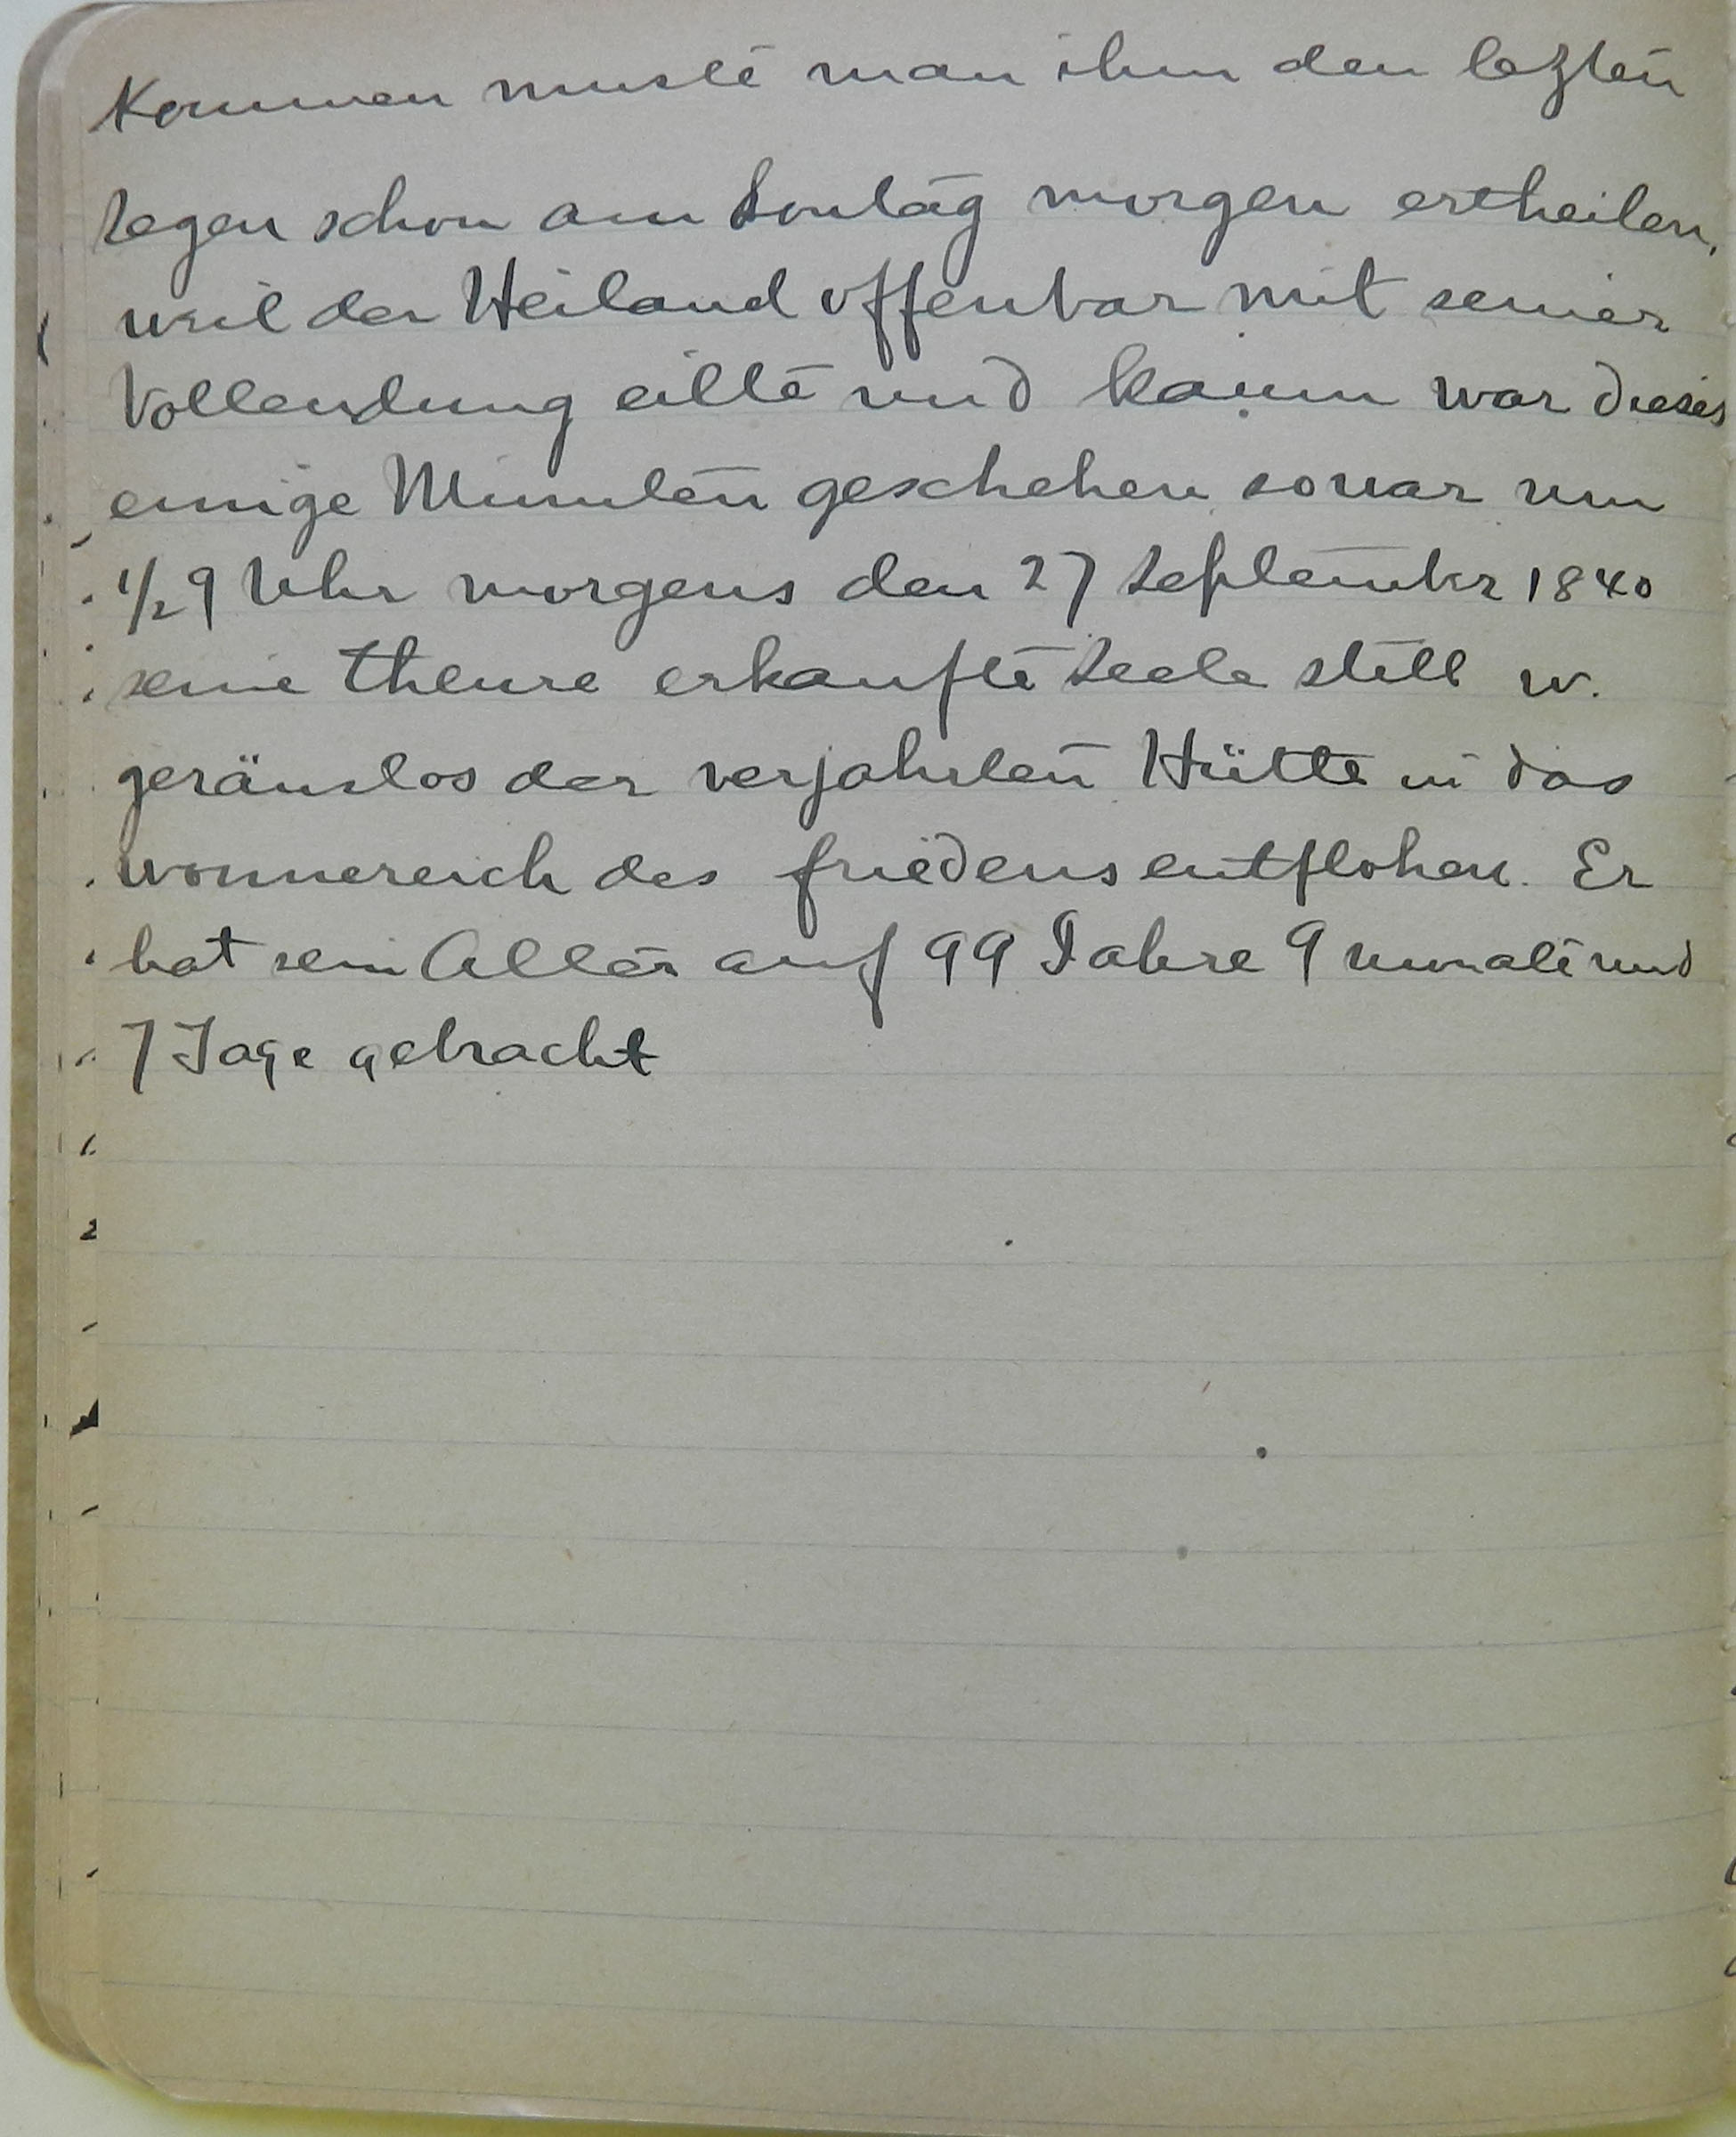 Kommen muste man ihm den lezten
Segen schon am Sontag morgen ertheilen,
weil der Heiland offenbar mit seiner
Vollendung eilte und kaum war dieses
einige Minuten geschehen so war um
1/2 9 Uhr morgens den 27 September 1840
seine theure erkaufte Seele still u.
geräuslos der verjahrten Hütte in das
wonnereich des friedens entflohen. Er
hat sein Alter auf 99 Jahre 9 monate und
7 Tage gebracht